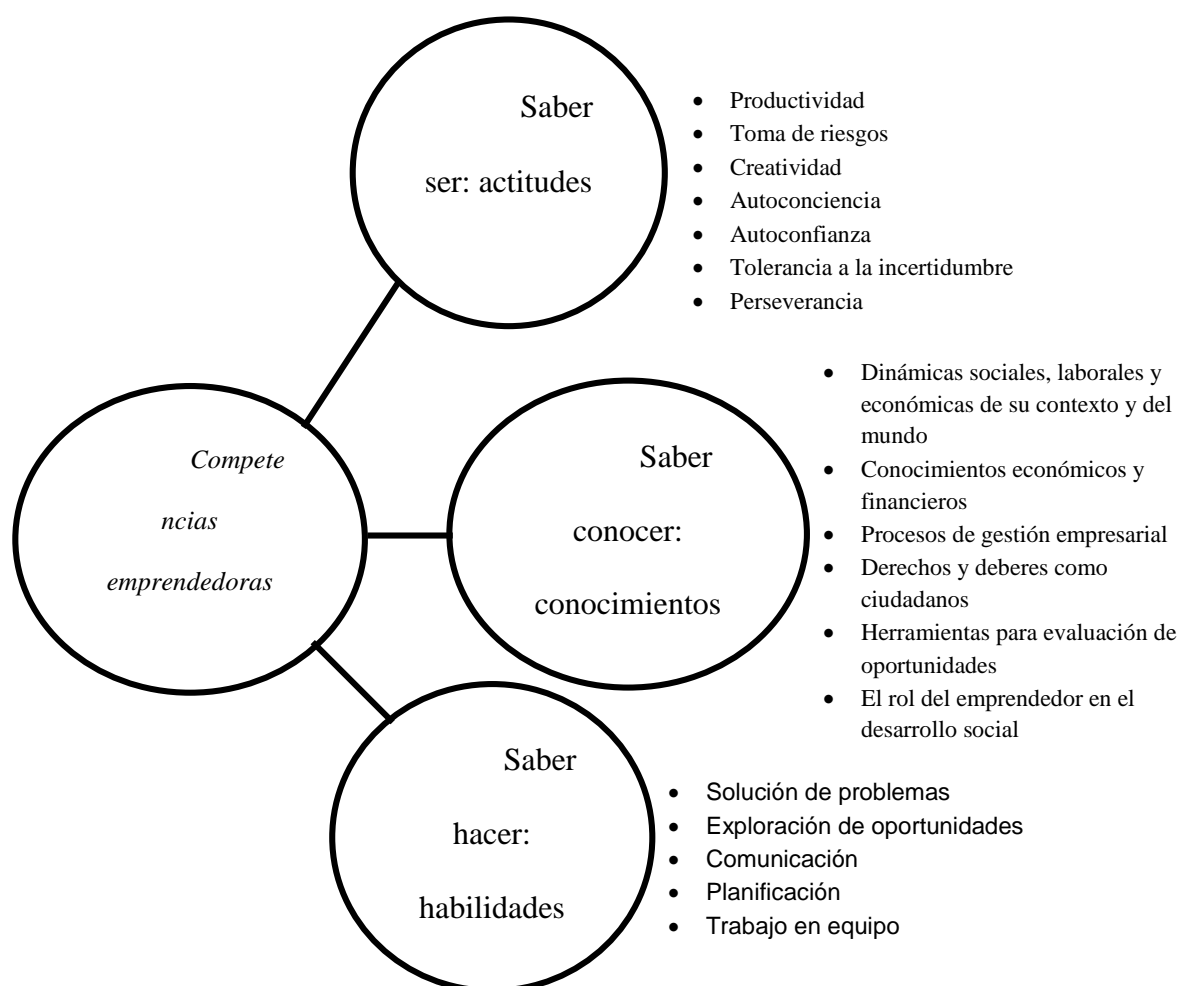 Saber
ser: actitudes
• Productividad
• Toma de riesgos
• Creatividad
• Autoconciencia
• Autoconfianza
• Tolerancia a la incertidumbre
• Perseverancia
Compete
ncias
emprendedoras
Saber
conocer:
conocimientos
• Dinámicas sociales, laborales y
económicas de su contexto y del
mundo
• Conocimientos económicos y
financieros
• Procesos de gestión empresarial
• Derechos y deberes como
ciudadanos
• Herramientas para evaluación de
oportunidades
• El rol del emprendedor en el
desarrollo social
Saber
hacer:
habilidades
• Solución de problemas
• Exploración de oportunidades
• Comunicación
• Planificación
• Trabajo en equipo